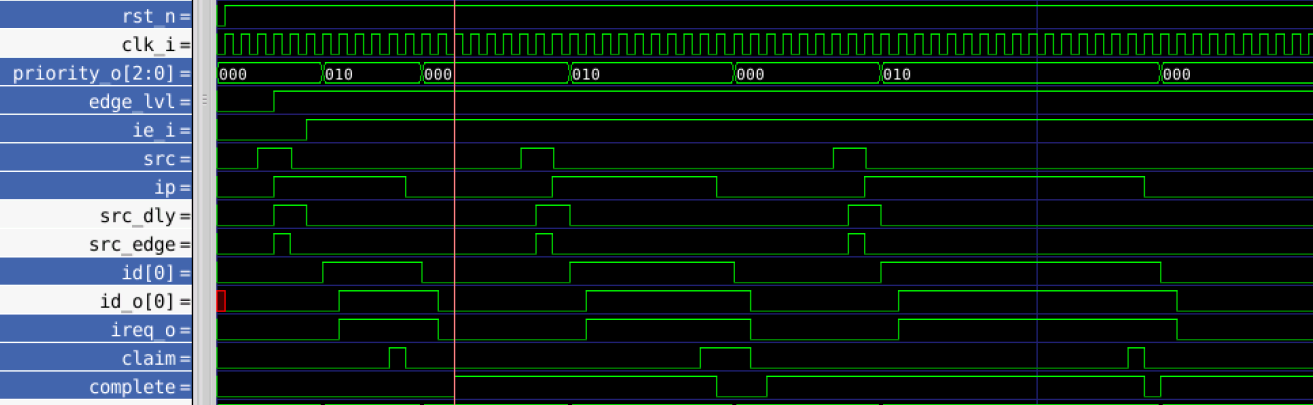 rst_n=
clk_i=
priority_o[2:0]= 000 010 000 010 000 010 000
edge_lvl=
ie_i=
src=
ip=
src_dly=
src_edge=
id[0]=
id_o[0]=
ireq_o=
claim=
complete=